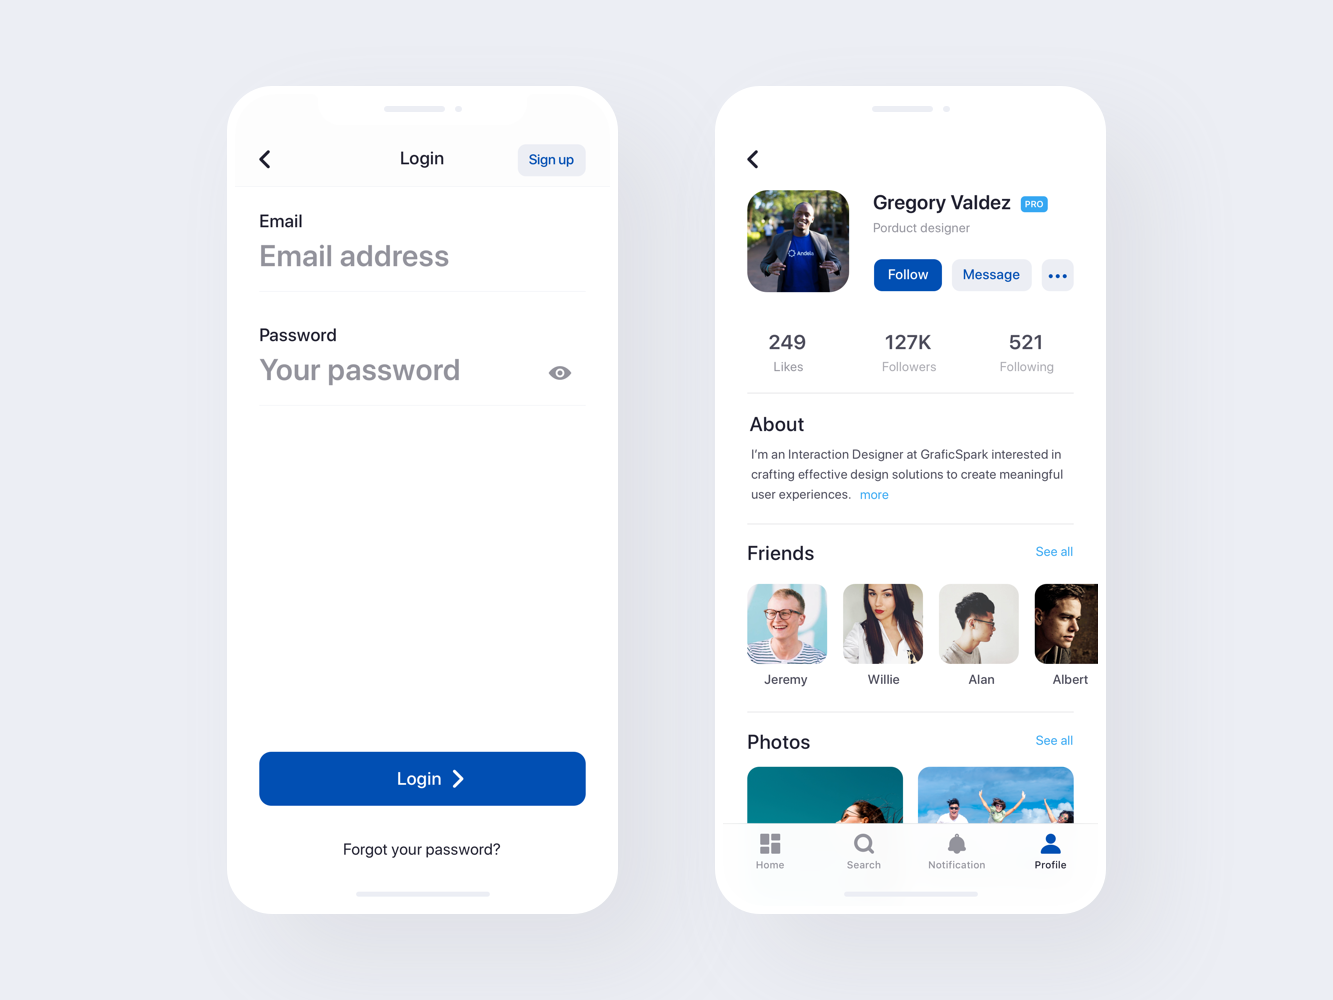 Login
Sign up
Email
Email address
Password
Your password
Login
Forgot your password?
Gregory Valdez PRO
Porduct designer
Andela
Follow Message
249 127K 521
Likes Followers Following
About
I'm an Interaction Designer at GraficSpark interested in
crafting effective design solutions to create meaningful
user experiences. more
Friends See all
Jeremy Willie Alan Albert
Photos See all
Home Search Notification Profile